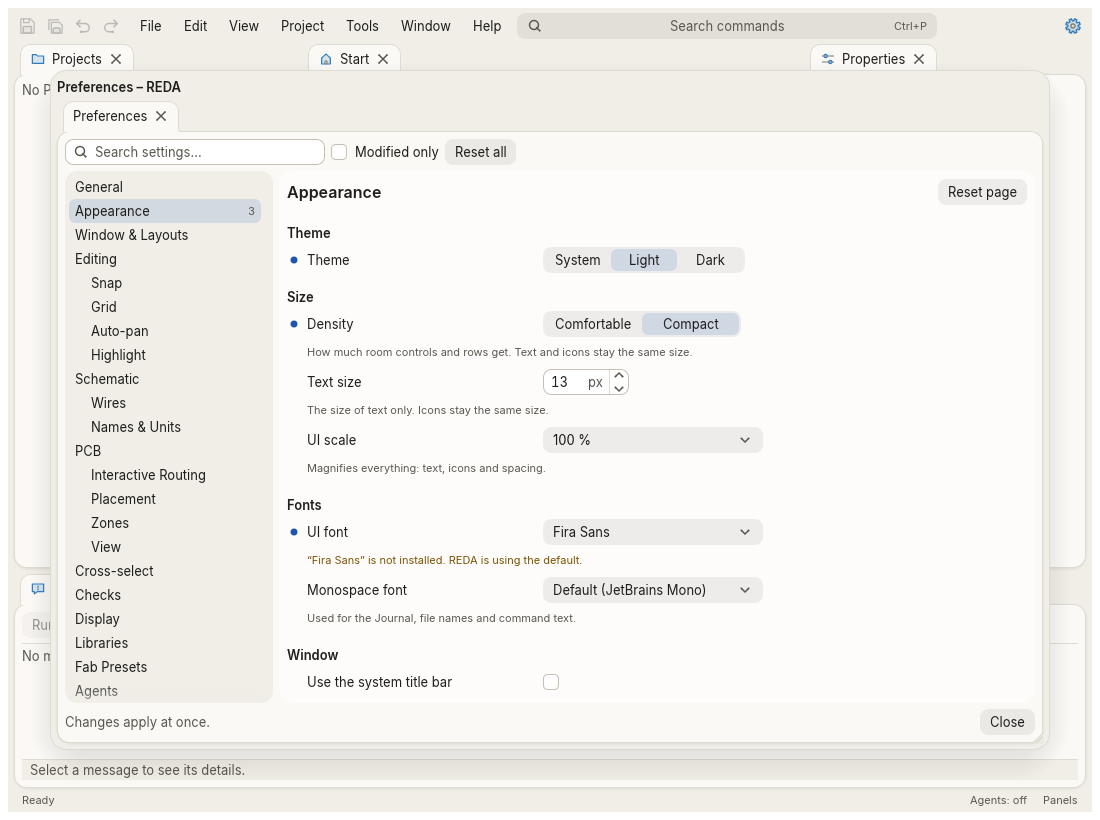 File Edit View Project Tools Window Help Search commands Ctrl+P
Projects Start Properties
No P
Preferences – REDA
Preferences
Search settings... Modified only Reset all
General
Appearance 3
Window & Layouts
Editing
Snap
Grid
Auto-pan
Highlight
Schematic
Wires
Names & Units
PCB
Interactive Routing
Placement
Zones
View
Cross-select
Checks
Display
Libraries
Fab Presets
Agents
Appearance Reset page
Theme
Theme System Light Dark
Size
Density Comfortable Compact
How much room controls and rows get. Text and icons stay the same size.
Text size 13 px
The size of text only. Icons stay the same size.
UI scale 100 %
Magnifies everything: text, icons and spacing.
Fonts
UI font Fira Sans
“Fira Sans” is not installed. REDA is using the default.
Monospace font Default (JetBrains Mono)
Used for the Journal, file names and command text.
Window
Use the system title bar
Changes apply at once. Close
Run
No m
Select a message to see its details.
Ready Agents: off Panels